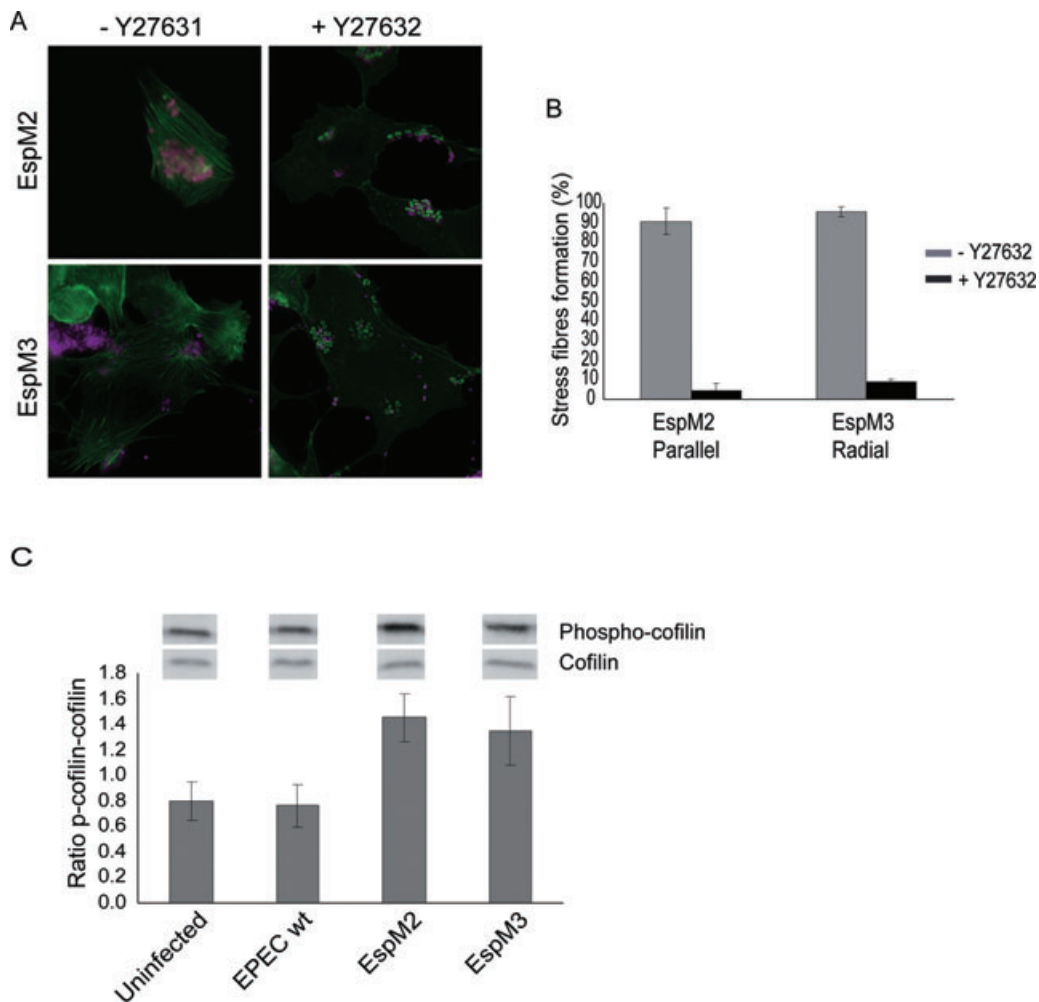 A
- Y27631
+ Y27632
EspM2
EspM3
B
Stress fibres formation (%)
100
90
80
70
60
50
40
30
20
10
0
EspM2
Parallel
EspM3
Radial
- Y27632
+ Y27632
C
Phospho-cofilin
Cofilin
Ratio p-cofilin-cofilin
1.8
1.6
1.4
1.2
1.0
0.8
0.6
0.4
0.2
0.0
Uninfected
EPEC wt
EspM2
EspM3